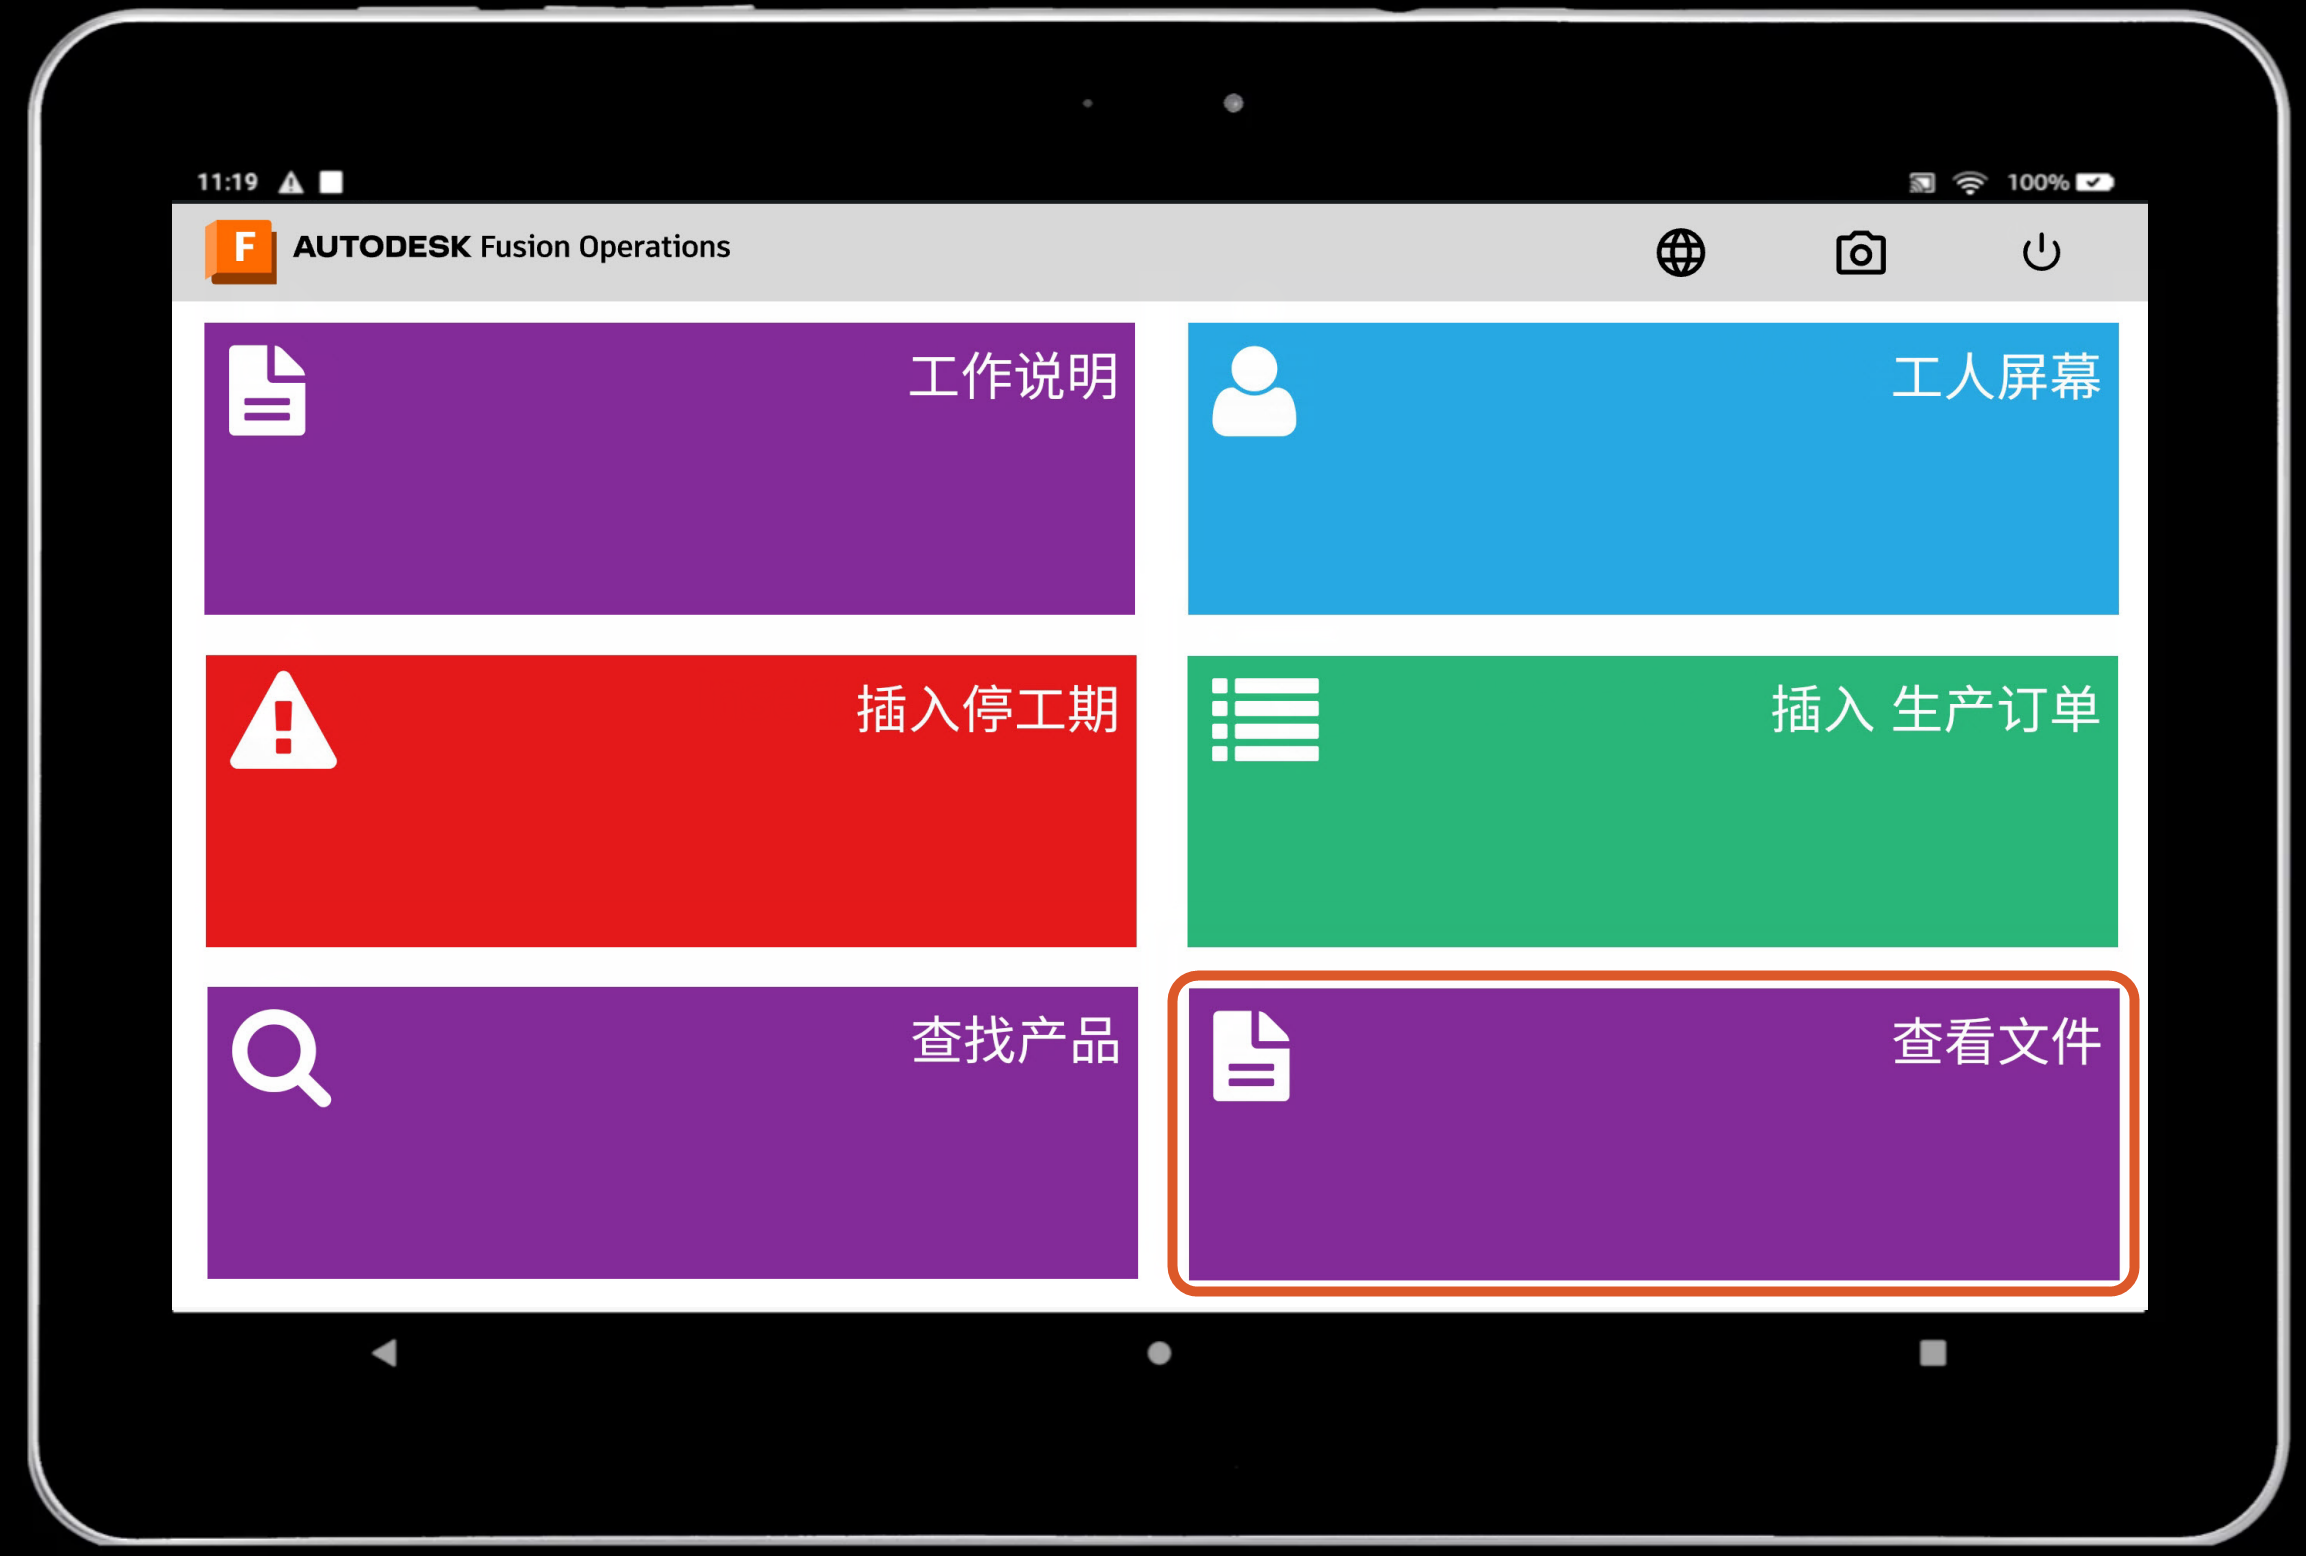 11:19
100%
F AUTODESK Fusion Operations
工作说明
工人屏幕
插入停工期
插入 生产订单
查找产品
查看文件